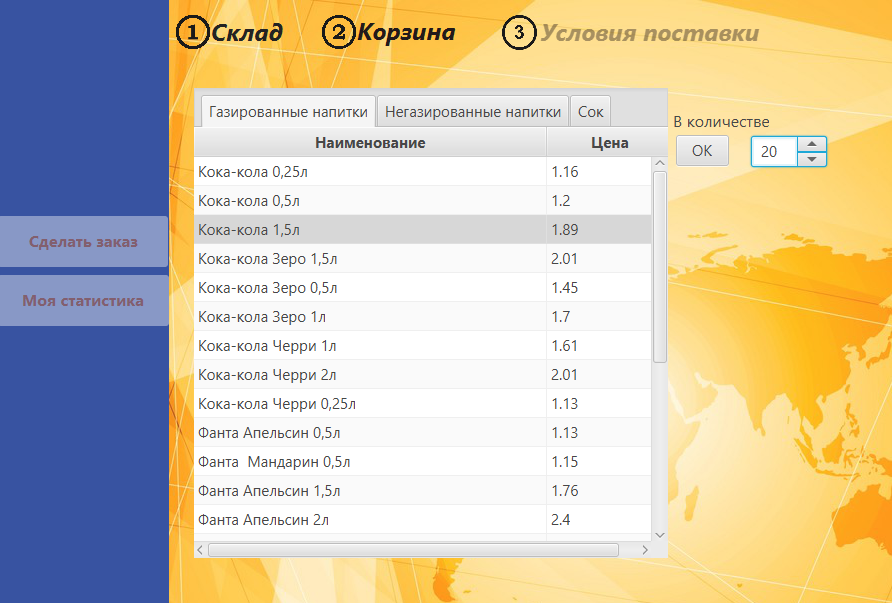 1 Склад 2 Корзина 3 Условия поставки
Газированные напитки Негазированные напитки Сок
В количестве
OK 20
Наименование Цена
Кока-кола 0,25л 1.16
Кока-кола 0,5л 1.2
Кока-кола 1,5л 1.89
Кока-кола Зеро 1,5л 2.01
Кока-кола Зеро 0,5л 1.45
Кока-кола Зеро 1л 1.7
Кока-кола Черри 1л 1.61
Кока-кола Черри 2л 2.01
Кока-кола Черри 0,25л 1.13
Фанта Апельсин 0,5л 1.13
Фанта  Мандарин 0,5л 1.15
Фанта Апельсин 1,5л 1.76
Фанта Апельсин 2л 2.4
Сделать заказ
Моя статистика